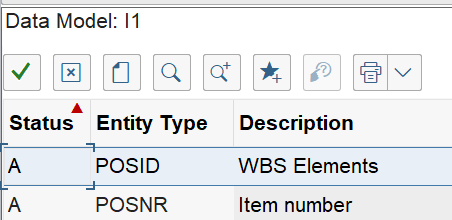 Data Model: I1
Status Entity Type Description
A POSID WBS Elements
A POSNR Item number